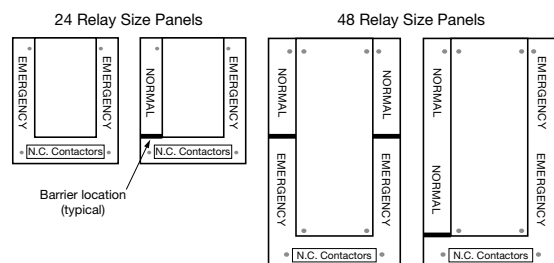 24 Relay Size Panels
48 Relay Size Panels
EMERGENCY
EMERGENCY
N.C. Contactors
NORMAL
EMERGENCY
N.C. Contactors
Barrier location
(typical)
NORMAL
NORMAL
EMERGENCY
EMERGENCY
N.C. Contactors
NORMAL
NORMAL
EMERGENCY
EMERGENCY
N.C. Contactors